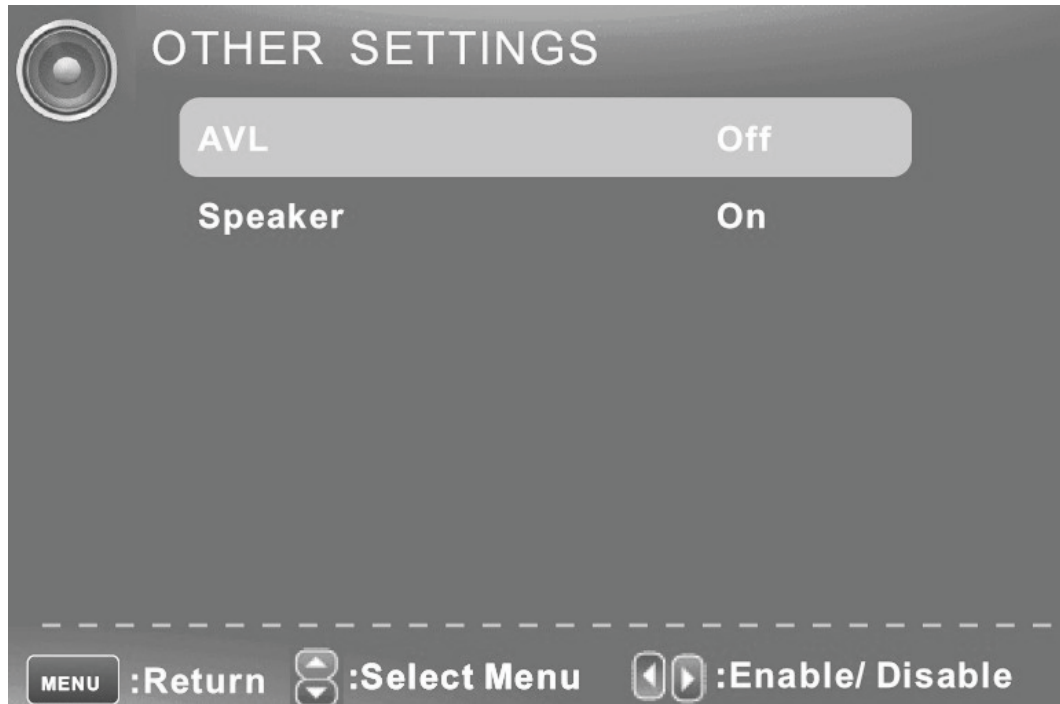 OTHER SETTINGS
AVL Off
Speaker On
MENU :Return :Select Menu :Enable/ Disable